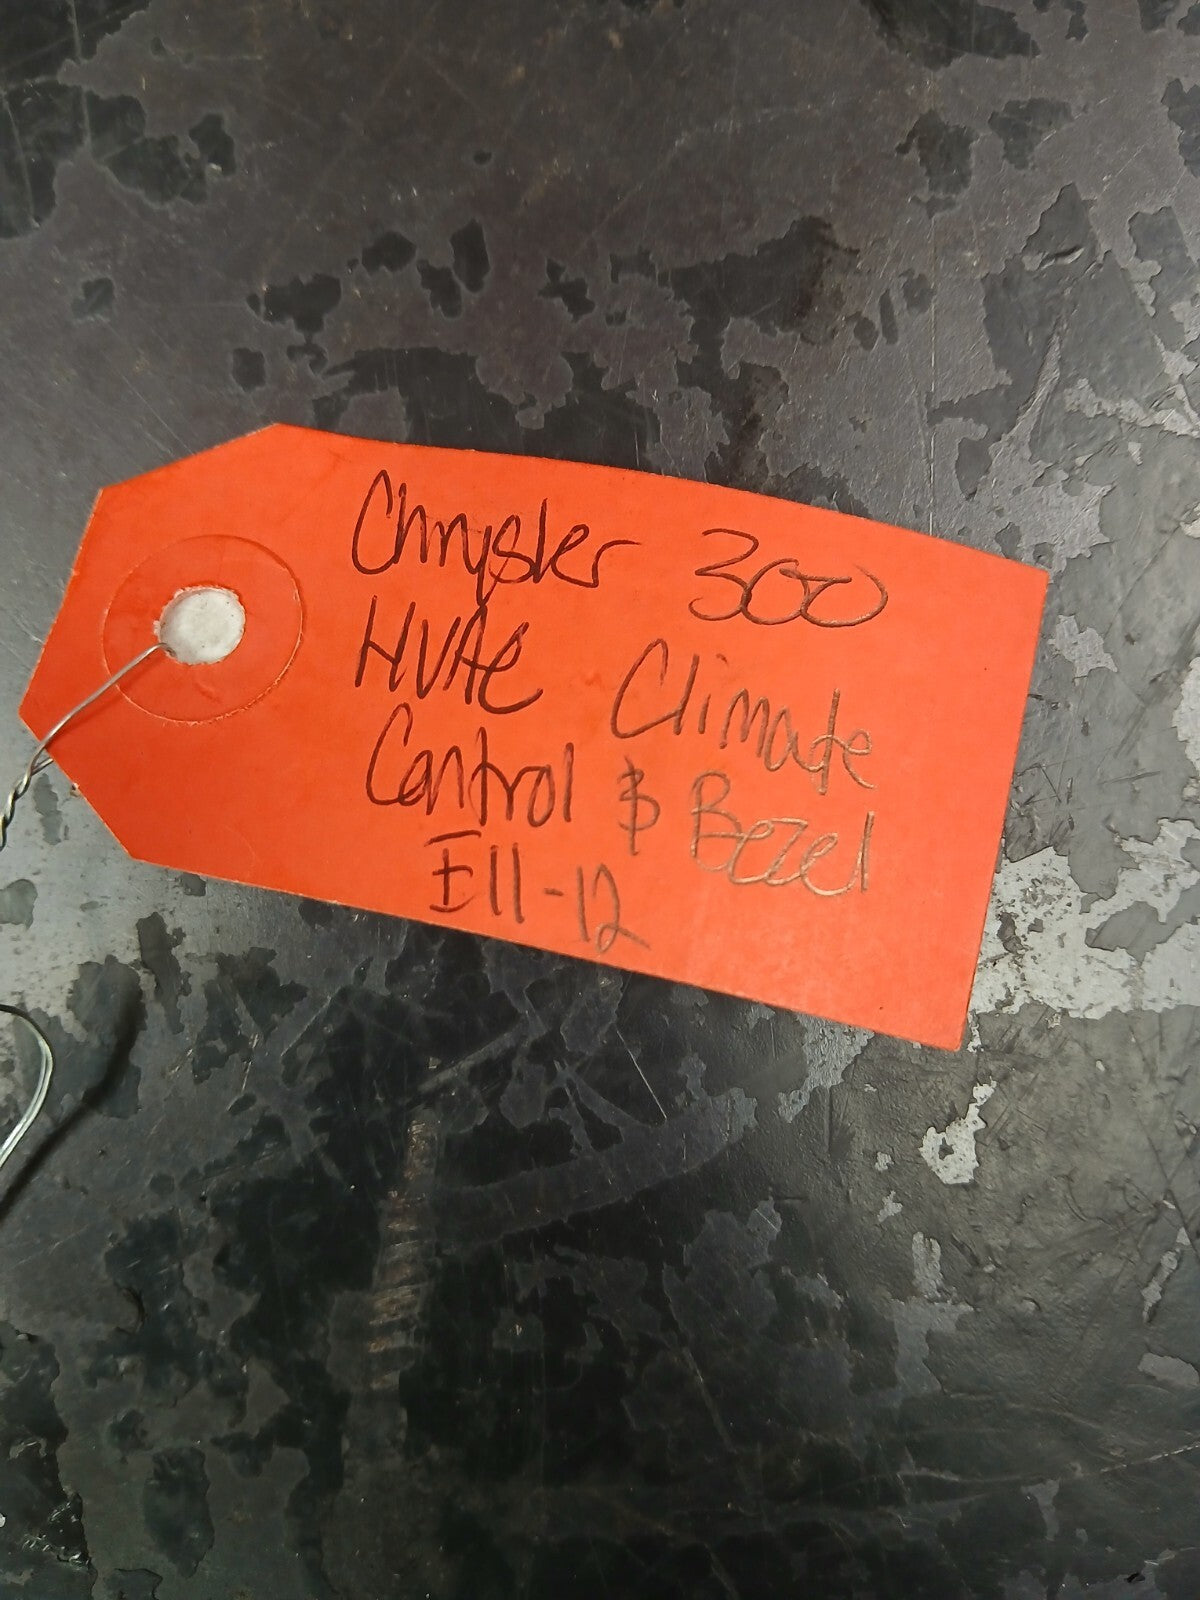 Chrysler 300
HVAC Climate
Control & Bezel
E11-12